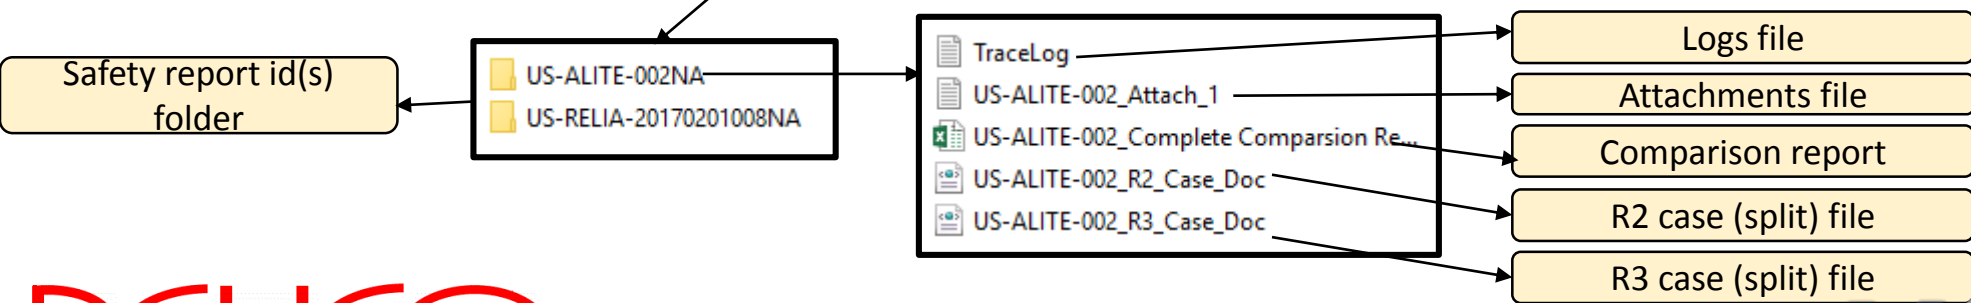 Safety report id(s)
folder
US-ALITE-002NA
US-RELIA-20170201008NA
TraceLog
US-ALITE-002_Attach_1
US-ALITE-002_Complete Comparsion Re...
US-ALITE-002_R2_Case_Doc
US-ALITE-002_R3_Case_Doc
Logs file
Attachments file
Comparison report
R2 case (split) file
R3 case (split) file